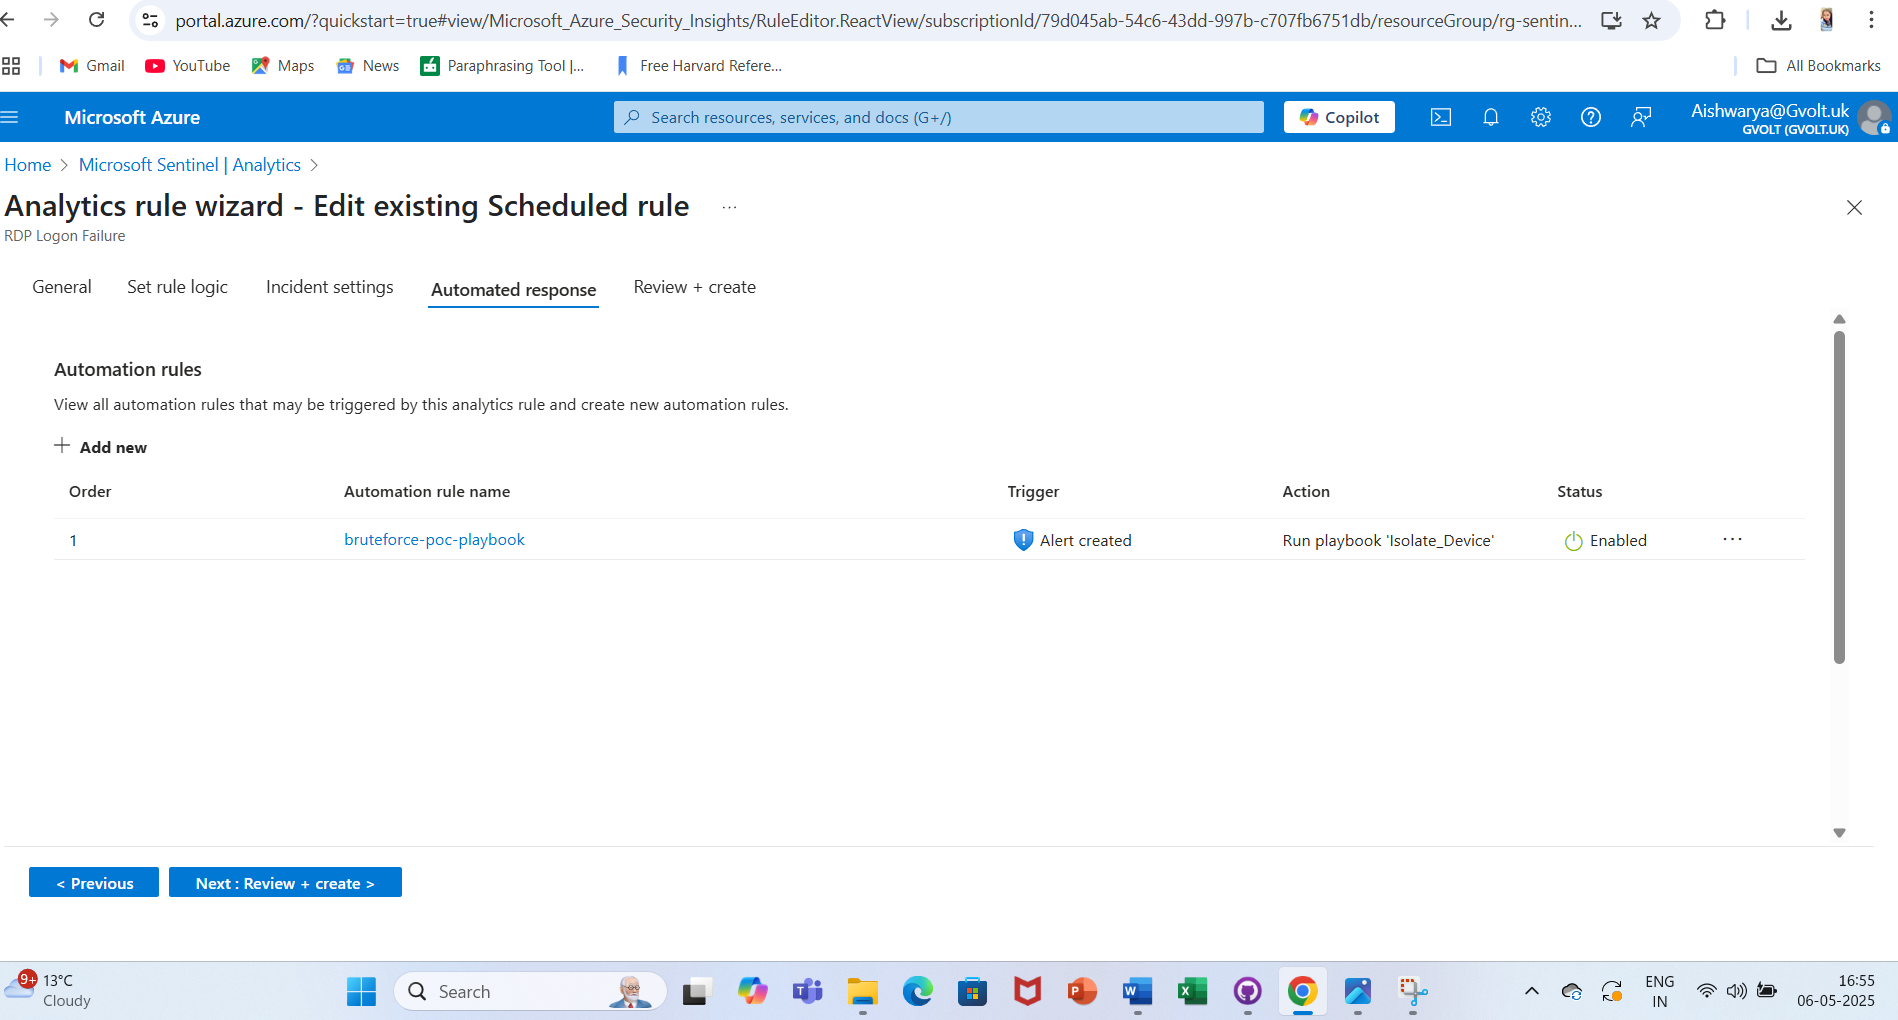 portal.azure.com/?quickstart=true#view/Microsoft_Azure_Security_Insights/RuleEditor.ReactView/subscriptionId/79d045ab-54c6-43dd-997b-c707fb6751db/resourceGroup/rg-sentin...
Gmail YouTube Maps News Paraphrasing Tool |... Free Harvard Refere... All Bookmarks
Microsoft Azure Search resources, services, and docs (G+/) Copilot Aishwarya@Gvolt.uk
GVOLT (GVOLT.UK)
Home > Microsoft Sentinel | Analytics >
Analytics rule wizard - Edit existing Scheduled rule ...
RDP Logon Failure
General Set rule logic Incident settings Automated response Review + create
Automation rules
View all automation rules that may be triggered by this analytics rule and create new automation rules.
+ Add new
Order Automation rule name Trigger Action Status
1 bruteforce-poc-playbook Alert created Run playbook 'Isolate_Device' Enabled ...
< Previous Next : Review + create >
9+ 13°C
Cloudy
Search
ENG
IN
16:55
06-05-2025